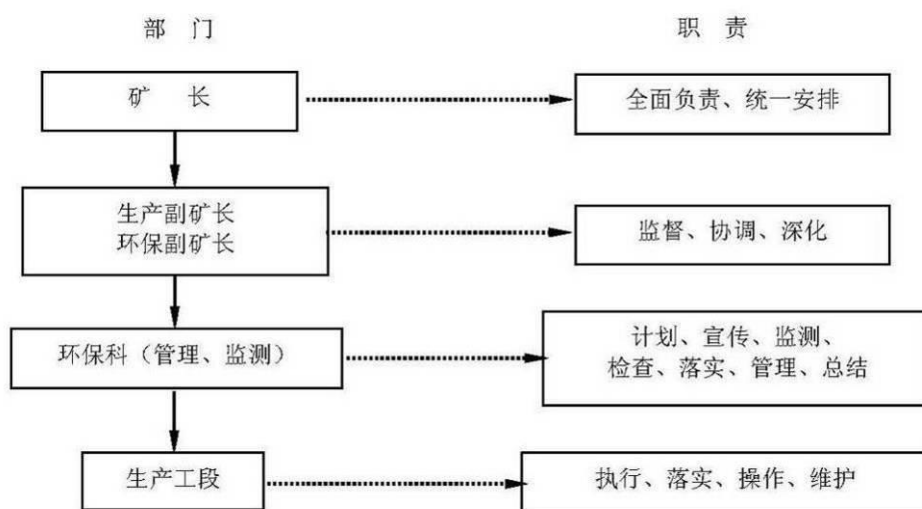 部 门
职 责
矿 长
全面负责、统一安排
生产副矿长
环保副矿长
监督、协调、深化
环保科（管理、监测）
计划、宣传、监测、
检查、落实、管理、总结
生产工段
执行、落实、操作、维护